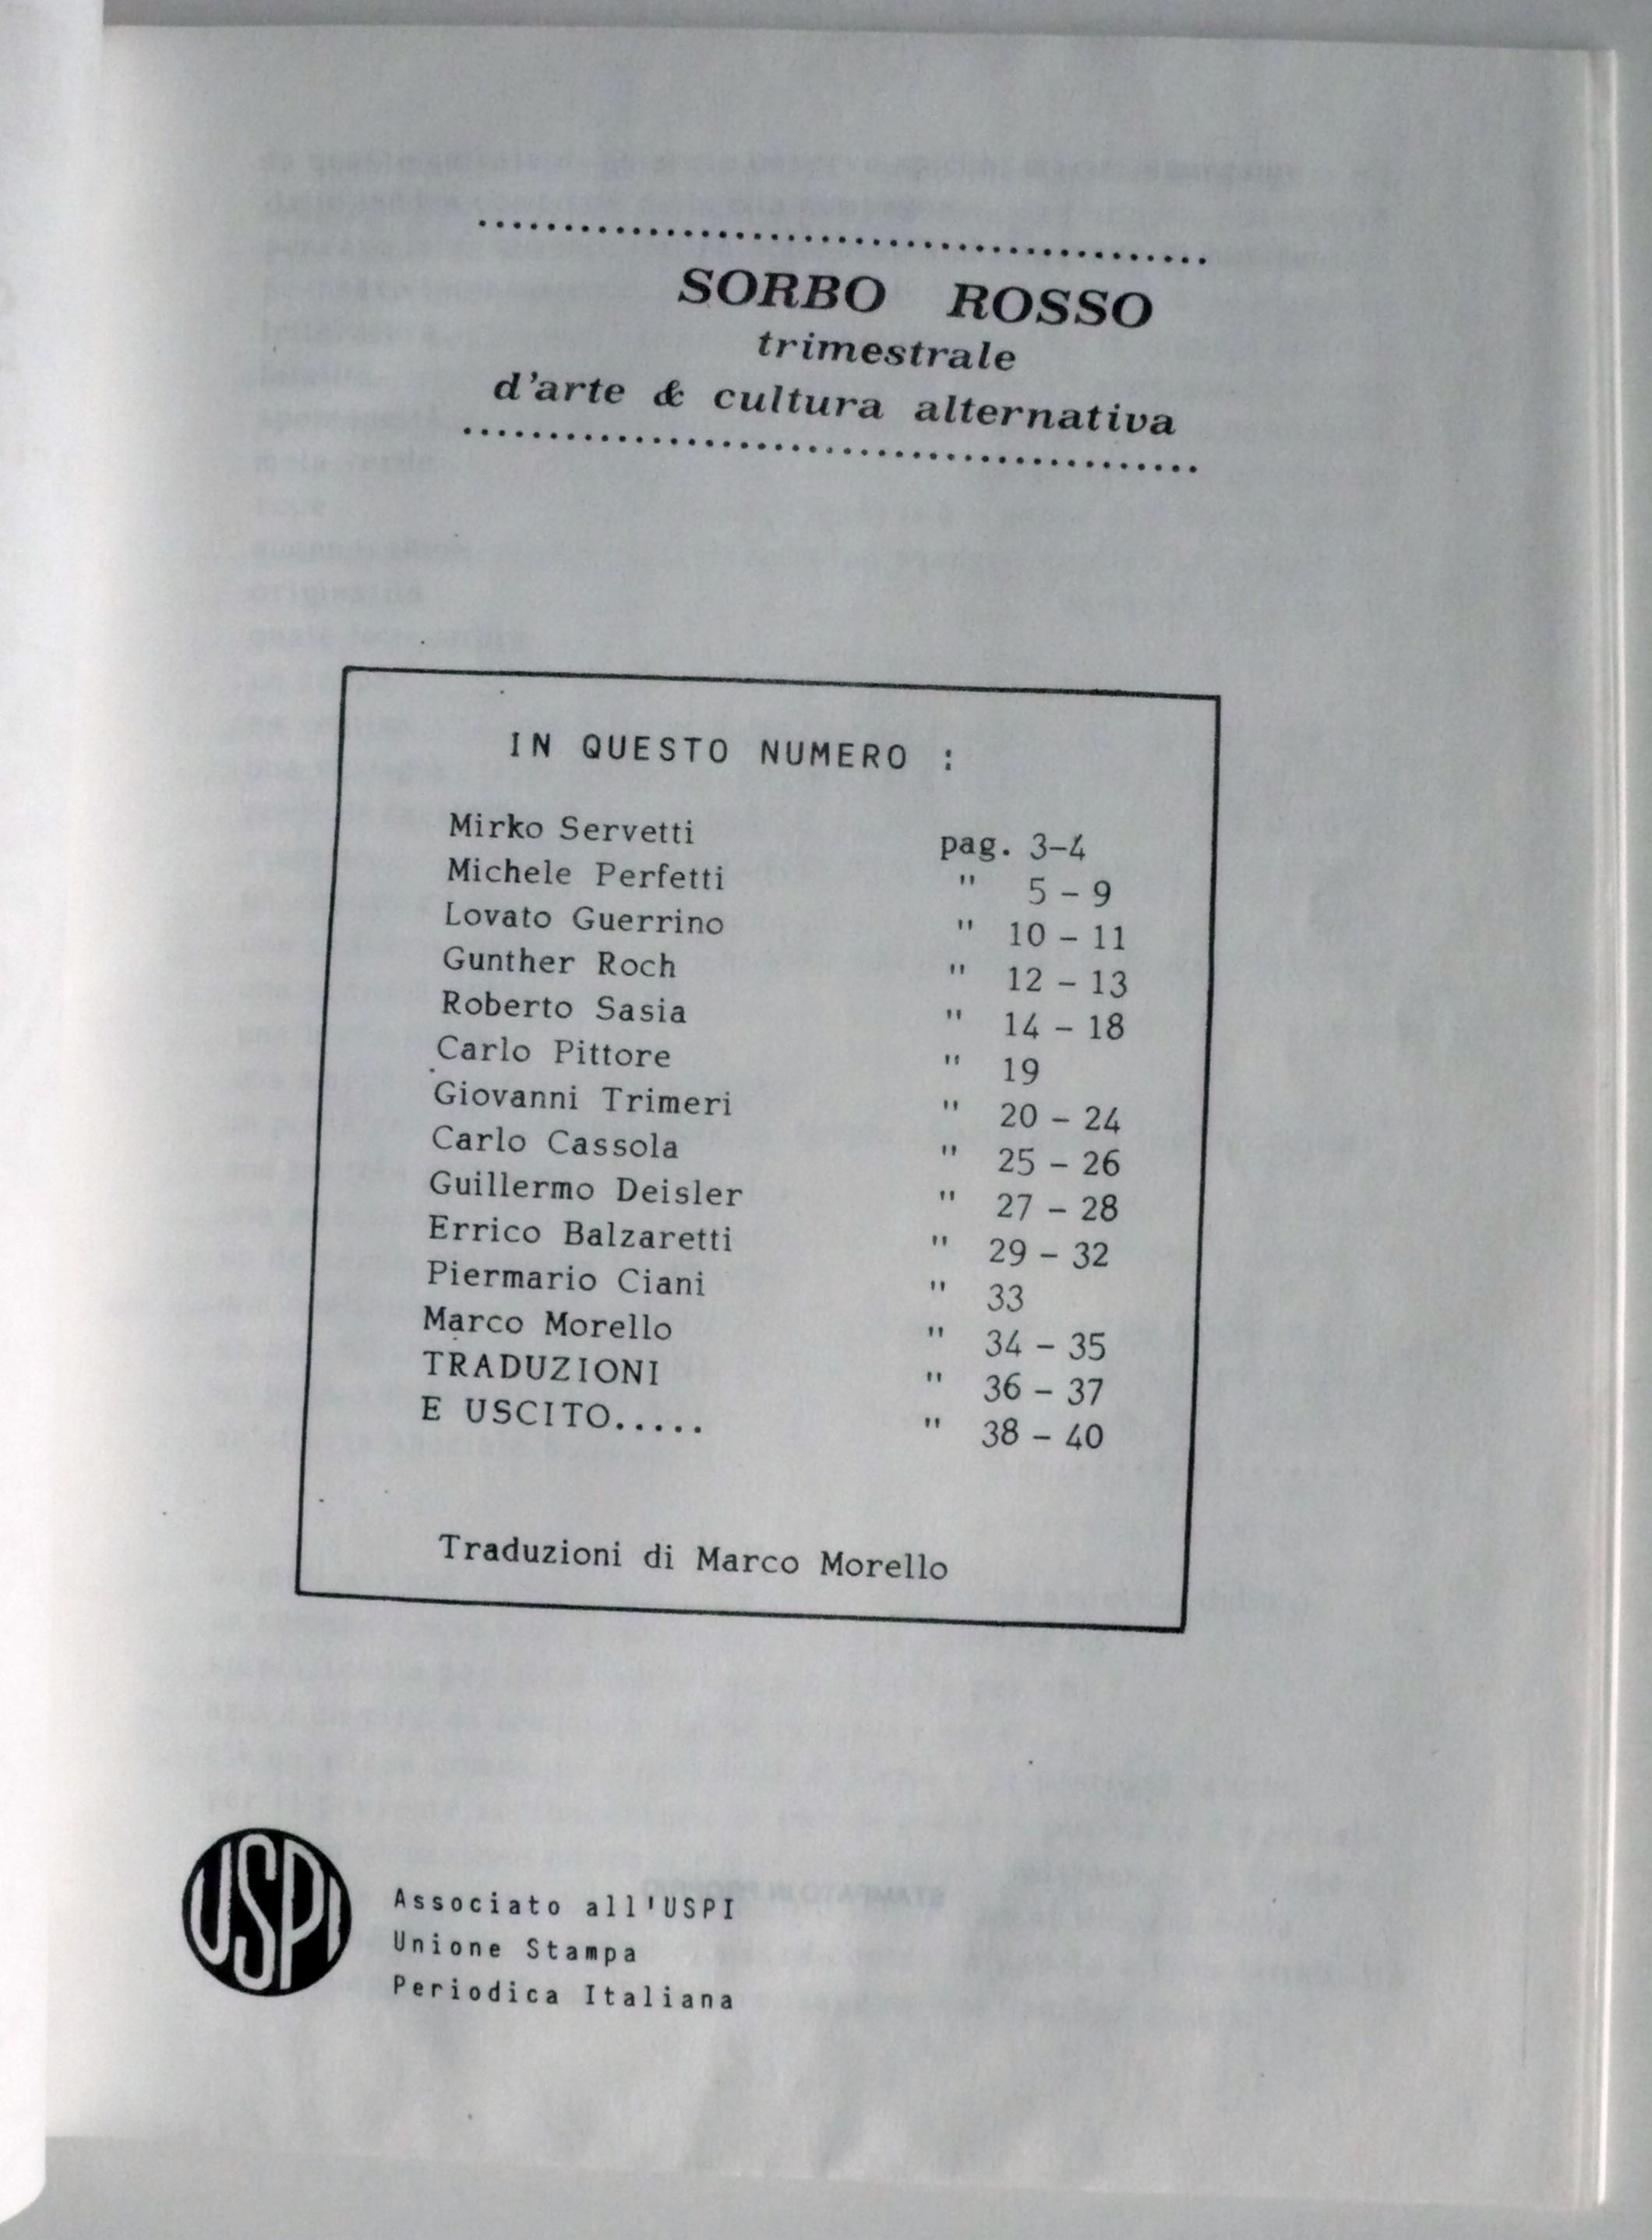 SORBO ROSSO
trimestrale
d'arte & cultura alternativa
IN QUESTO NUMERO :
Mirko Servetti pag. 3-4
Michele Perfetti " 5 - 9
Lovato Guerrino " 10 - 11
Gunther Roch " 12 - 13
Roberto Sasia " 14 - 18
Carlo Pittore " 19
Giovanni Trimeri " 20 - 24
Carlo Cassola " 25 - 26
Guillermo Deisler " 27 - 28
Errico Balzaretti " 29 - 32
Piermario Ciani " 33
Marco Morello " 34 - 35
TRADUZIONI " 36 - 37
E USCITO..... " 38 - 40
Traduzioni di Marco Morello
USPI
Associato all'USPI
Unione Stampa
Periodica Italiana